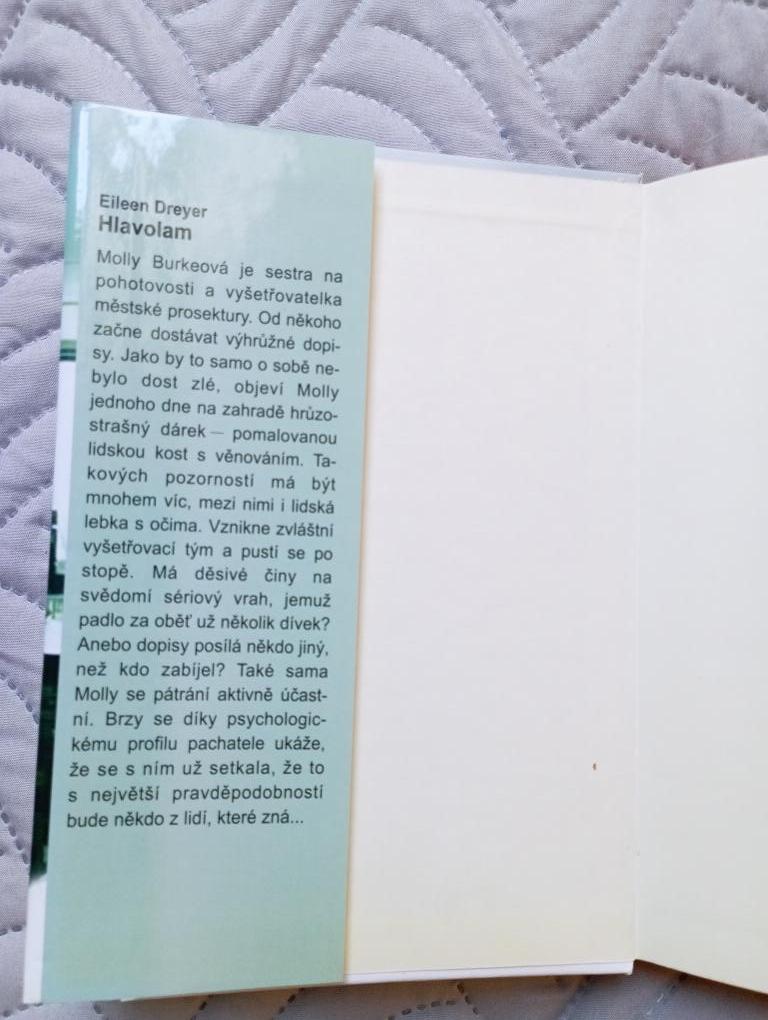 Eileen Dreyer
Hlavolam
Molly Burkeová je sestra na
pohotovosti a vyšetřovatelka
městské prosektury. Od někoho
začne dostávat výhrůžné dopi-
sy. Jako by to samo o sobě ne-
bylo dost zlé, objeví Molly
jednoho dne na zahradě hrůzo-
strašný dárek — pomalovanou
lidskou kost s věnováním. Ta-
kových pozorností má být
mnohem víc, mezi nimi i lidská
lebka s očima. Vznikne zvláštní
vyšetřovací tým a pustí se po
stopě. Má děsivé činy na
svědomí sériový vrah, jemuž
padlo za oběť už několik dívek?
Anebo dopisy posílá někdo jiný,
než kdo zabíjel? Také sama
Molly se pátrání aktivně účast-
ní. Brzy se díky psychologic-
kému profilu pachatele ukáže,
že se s ním už setkala, že to
s největší pravděpodobností
bude někdo z lidí, které zná...